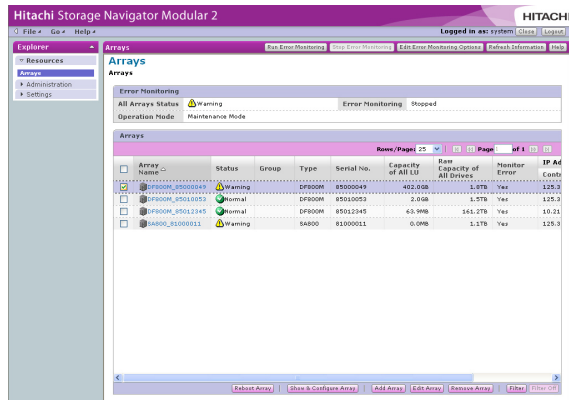 Hitachi Storage Navigator Modular 2
HITACHI
File Go Help
Logged in as: system Close Logout
Explorer
Arrays Run Error Monitoring Stop Error Monitoring Edit Error Monitoring Options Refresh Information Help
Resources
Arrays
Administration
Settings
Arrays
Arrays
Error Monitoring
All Arrays Status Warning Error Monitoring Stopped
Operation Mode Maintenance Mode
Arrays
Rows/Page: 25 Page 1 of 1
Array Name Status Group Type Serial No. Capacity of All LU Raw Capacity of All Drives Monitor Error IP Ad
Contr
DF800M_85000049 Warning DF800M 85000049 402.0GB 1.8TB Yes 125.3
DF800M_85010053 Normal DF800M 85010053 2.0GB 1.5TB Yes 125.3
DF800M_85012345 Normal DF800M 85012345 63.9MB 161.2TB Yes 10.21
SA800_81000011 Warning SA800 81000011 0.0MB 1.1TB Yes 125.3
Reboot Array Show & Configure Array Add Array Edit Array Remove Array Filter Filter Off